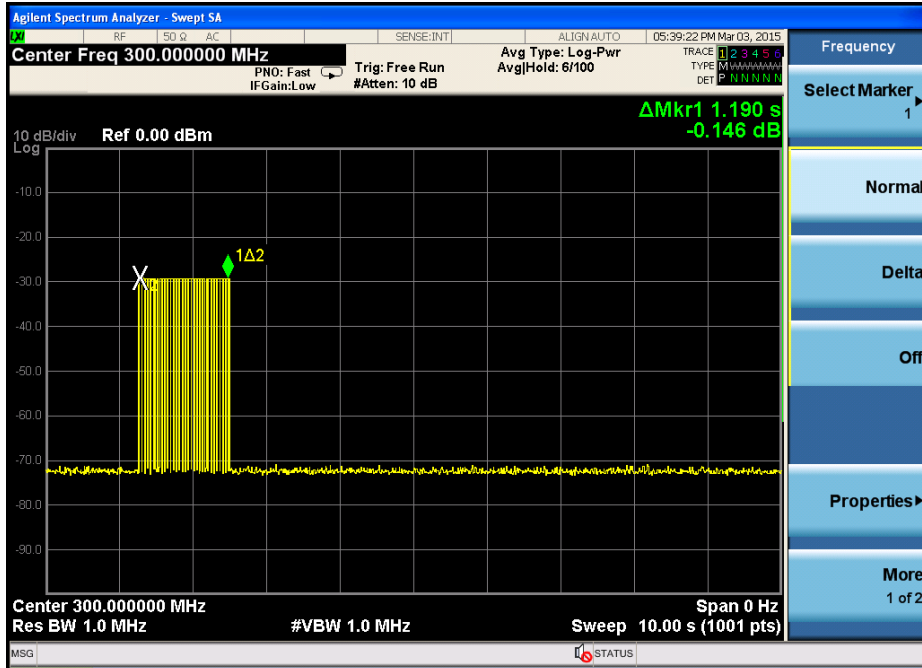 Agilent Spectrum Analyzer - Swept SA
LXI RF 50 Ω AC SENSE:INT ALIGN AUTO 05:39:22 PM Mar 03, 2015
Center Freq 300.000000 MHz
PNO: Fast
IFGain:Low
Trig: Free Run
#Atten: 10 dB
Avg Type: Log-Pwr
Avg|Hold: 6/100
TRACE 1 2 3 4 5 6
TYPE MWWWWW
DET P N N N N N
ΔMkr1 1.190 s
-0.146 dB
10 dB/div Ref 0.00 dBm
Log
-10.0
-20.0
-30.0
-40.0
-50.0
-60.0
-70.0
-80.0
-90.0
1Δ2
X2
Center 300.000000 MHz
Span 0 Hz
Res BW 1.0 MHz
#VBW 1.0 MHz
Sweep 10.00 s (1001 pts)
MSG
STATUS
Frequency
Select Marker
1
Normal
Delta
Off
Properties
More
1 of 2